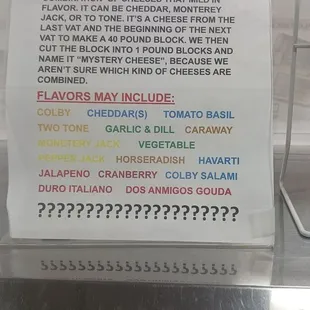 FLAVOR. IT CAN BE CHEDDAR, MONTEREY
JACK, OR TO TONE. IT'S A CHEESE FROM THE
LAST VAT AND THE BEGINNING OF THE NEXT
VAT TO MAKE A 40 POUND BLOCK. WE THEN
CUT THE BLOCK INTO 1 POUND BLOCKS AND
NAME IT "MYSTERY CHEESE", BECAUSE WE
AREN'T SURE WHICH KIND OF CHEESES ARE
COMBINED.
FLAVORS MAY INCLUDE:
COLBY CHEDDAR(S) TOMATO BASIL
TWO TONE GARLIC & DILL CARAWAY
MONETERY JACK VEGETABLE
PEPPER JACK HORSERADISH HAVARTI
JALAPENO CRANBERRY COLBY SALAMI
DURO ITALIANO DOS ANMIGOS GOUDA
?????????????????????